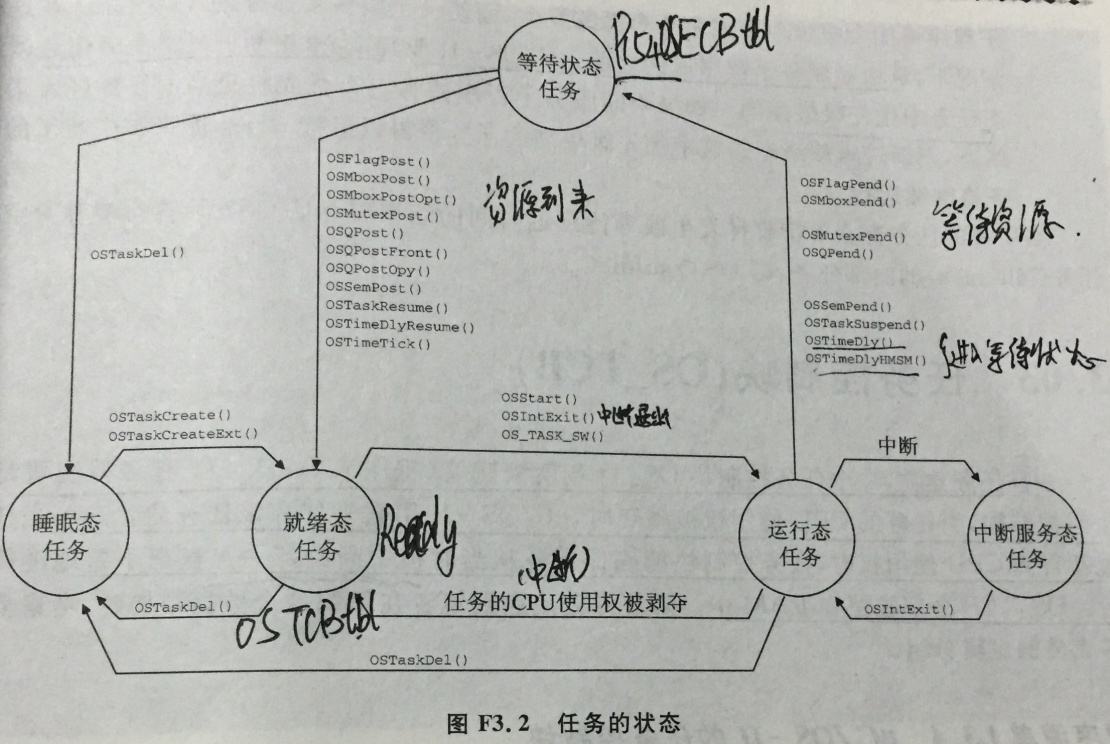 等待状态
任务
OSECBtbl
OSFlagPost()
OSMboxPost()
OSMboxPostOpt()
OSMutexPost()
OSQPost()
OSQPostFront()
OSQPostOpy()
OSSemPost()
OSTaskResume()
OSTimeDlyResume()
OSTimeTick()
资源到来
OSTaskDel()
OSFlagPend()
OSMboxPend()
OSMutexPend()
OSQPend()
等待资源.
OSSemPend()
OSTaskSuspend()
OSTimeDly()
OSTimeDlyHMSM()
进入等待状态
OSTaskCreate()
OSTaskCreateExt()
OSStart()
OSIntExit() 中断退出
OS_TASK_SW()
中断
睡眠态
任务
就绪态
任务
Ready
运行态
任务
中断服务态
任务
(中断)
任务的CPU使用权被剥夺
OSTaskDel()
OSTCBtbl
OSIntExit()
OSTaskDel()
图 F3.2 任务的状态